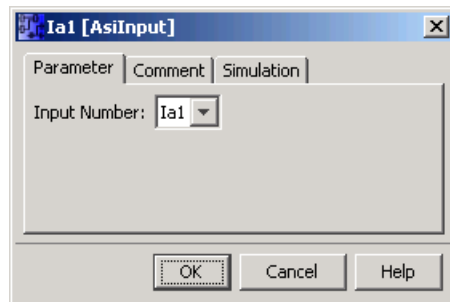 Ia1 [AsiInput]
Parameter Comment Simulation
Input Number: Ia1
OK Cancel Help